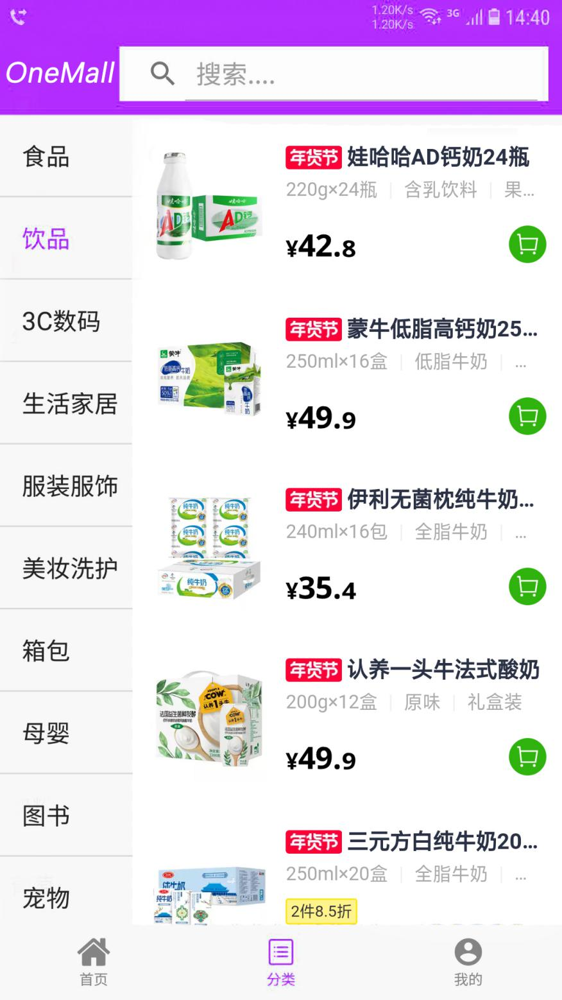 1.20K/s
1.20K/s
3G
14:40
OneMall
搜索....
食品
饮品
3C数码
生活家居
服装服饰
美妆洗护
箱包
母婴
图书
宠物
年货节 娃哈哈AD钙奶24瓶
220g×24瓶 | 含乳饮料 | 果...
¥42.8
年货节 蒙牛低脂高钙奶25...
250ml×16盒 | 低脂牛奶 | ...
¥49.9
年货节 伊利无菌枕纯牛奶...
240ml×16包 | 全脂牛奶 | ...
¥35.4
年货节 认养一头牛法式酸奶
200g×12盒 | 原味 | 礼盒装
¥49.9
年货节 三元方白纯牛奶20...
250ml×20盒 | 全脂牛奶 | ...
2件8.5折
首页
分类
我的